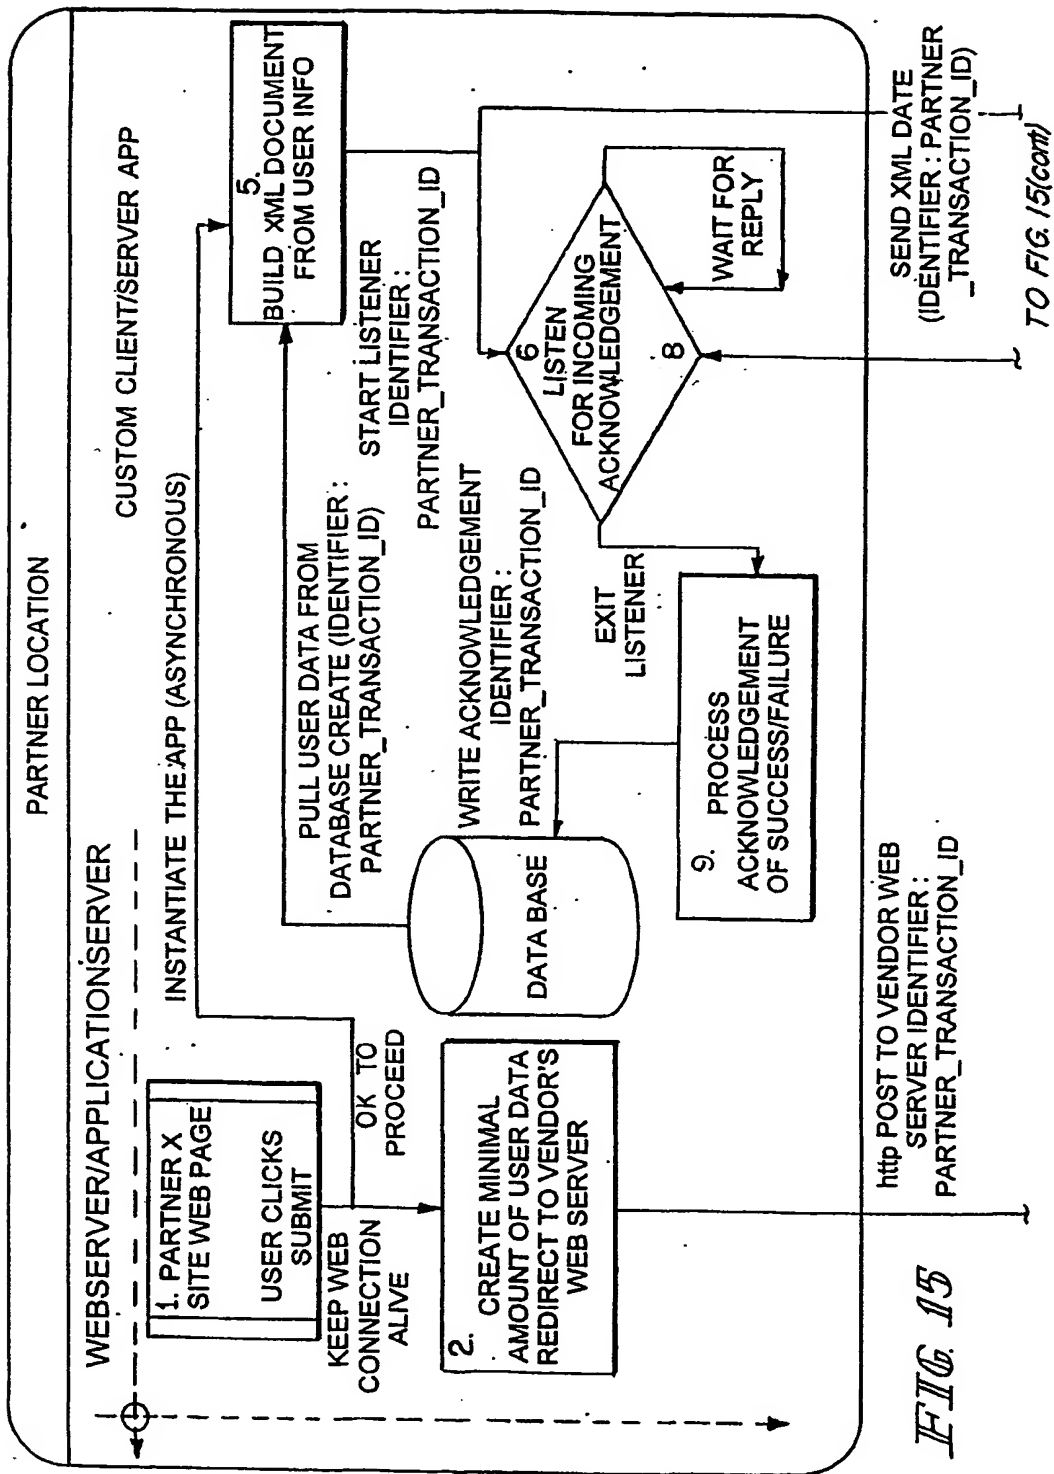 PARTNER LOCATION
WEBSERVER/APPLICATIONSERVER
CUSTOM CLIENT/SERVER APP
INSTANTIATE THE APP (ASYNCHRONOUS)
1. PARTNER X
SITE WEB PAGE
USER CLICKS
SUBMIT
KEEP WEB
CONNECTION
ALIVE
OK TO
PROCEED
2. CREATE MINIMAL
AMOUNT OF USER DATA
REDIRECT TO VENDOR'S
WEB SERVER
PULL USER DATA FROM
DATABASE CREATE (IDENTIFIER :
PARTNER_TRANSACTION_ID)
5.
BUILD XML DOCUMENT
FROM USER INFO
START LISTENER
IDENTIFIER :
PARTNER_TRANSACTION_ID
DATA BASE
WRITE ACKNOWLEDGEMENT
IDENTIFIER :
PARTNER_TRANSACTION_ID
6
LISTEN
FOR INCOMING
ACKNOWLEDGEMENT
8
WAIT FOR
REPLY
EXIT
LISTENER
9. PROCESS
ACKNOWLEDGEMENT
OF SUCCESS/FAILURE
http POST TO VENDOR WEB
SERVER IDENTIFIER :
PARTNER_TRANSACTION_ID
SEND XML DATE
(IDENTIFIER : PARTNER
_TRANSACTION_ID)
TO FIG. 15(cont)
FIG. 15